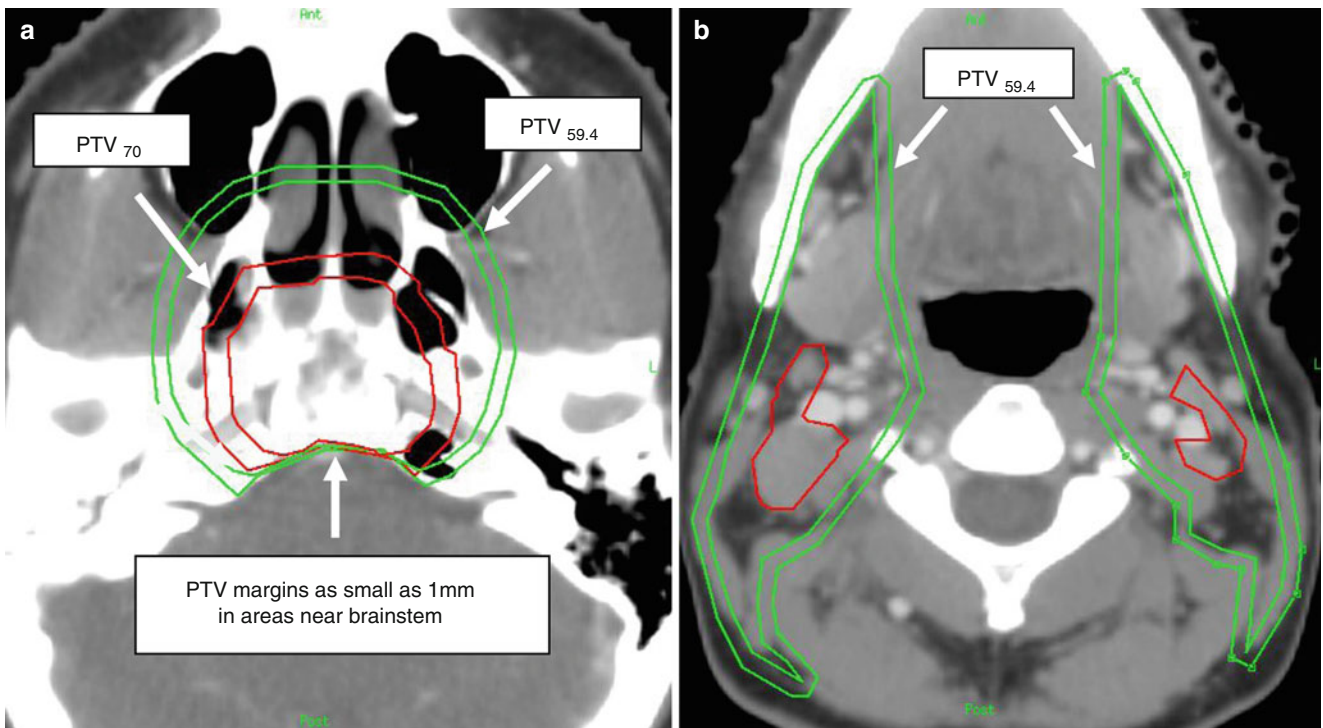 a
Ant
PTV 70
PTV 59.4
PTV margins as small as 1mm
in areas near brainstem
L
Post
b
Ant
PTV 59.4
L
Post